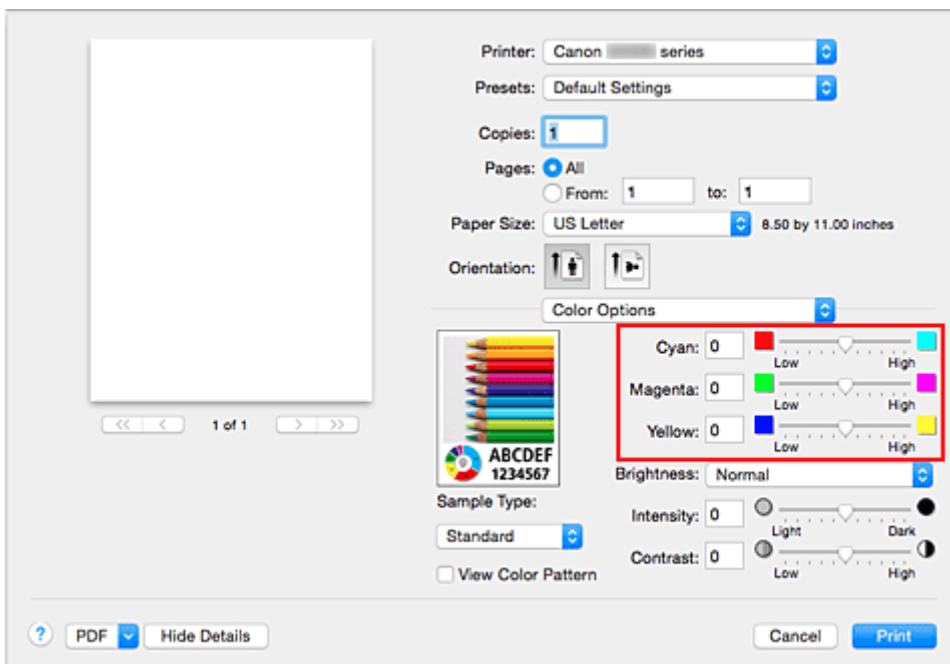 Printer: Canon series
Presets: Default Settings
Copies: 1
Pages: All
From: 1 to: 1
Paper Size: US Letter 8.50 by 11.00 inches
Orientation:
Color Options
Cyan: 0
Low High
Magenta: 0
Low High
Yellow: 0
Low High
<< < 1 of 1 > >>
ABCDEF
1234567
Sample Type:
Standard
View Color Pattern
Brightness: Normal
Intensity: 0
Light Dark
Contrast: 0
Low High
? PDF Hide Details Cancel Print